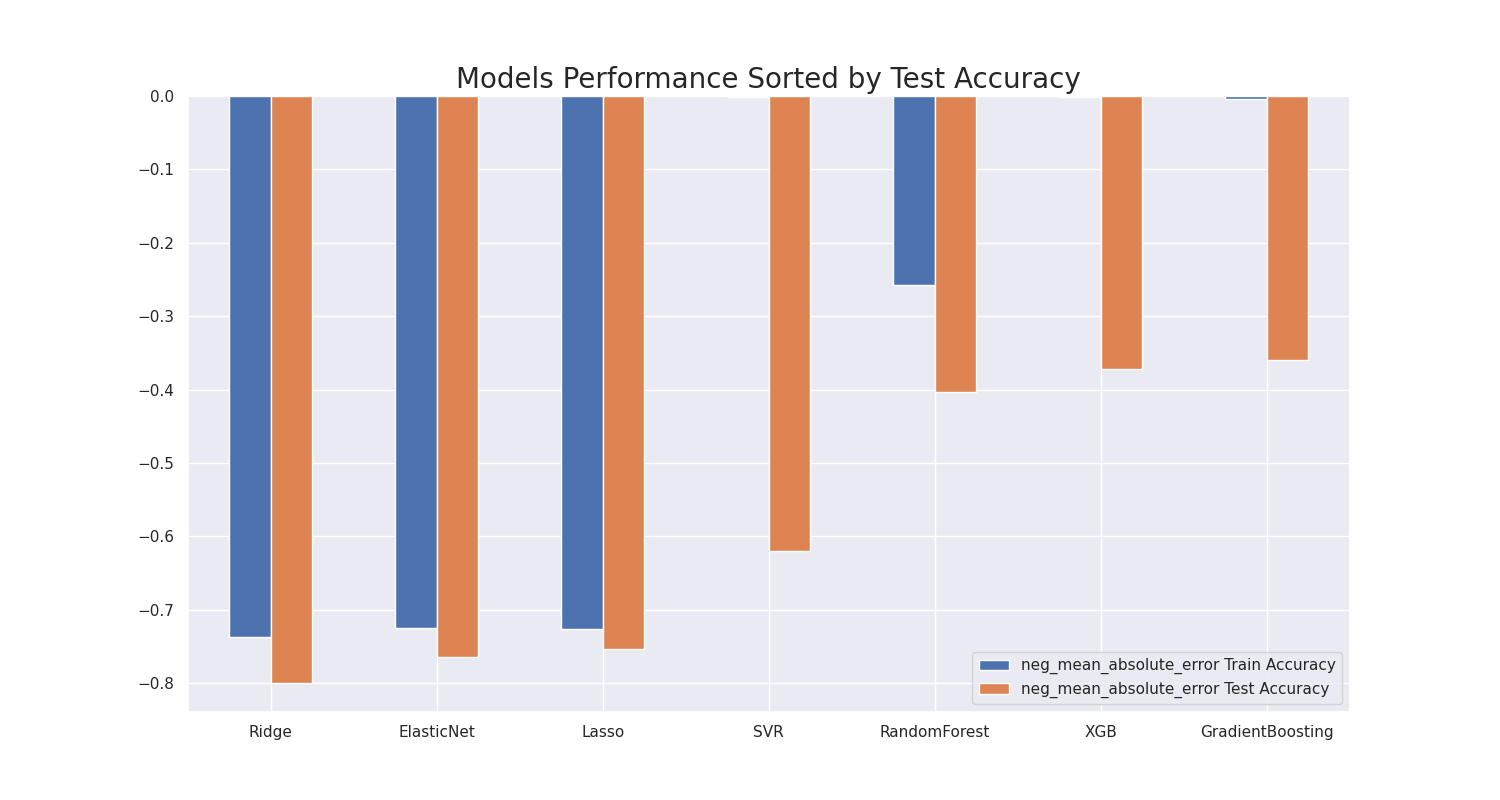 Models Performance Sorted by Test Accuracy
0.0
−0.1
−0.2
−0.3
−0.4
−0.5
−0.6
−0.7
−0.8
neg_mean_absolute_error Train Accuracy
neg_mean_absolute_error Test Accuracy
Ridge ElasticNet Lasso SVR RandomForest XGB GradientBoosting